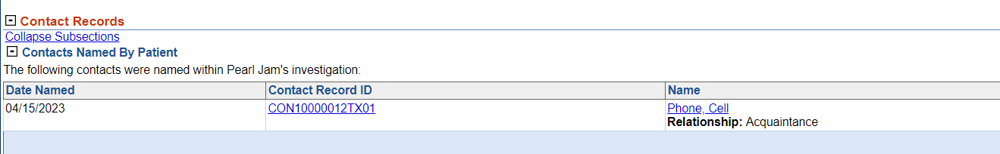 Contact Records
Collapse Subsections
Contacts Named By Patient
The following contacts were named within Pearl Jam's investigation:
Date Named Contact Record ID Name
04/15/2023 CON10000012TX01 Phone, Cell
Relationship: Acquaintance